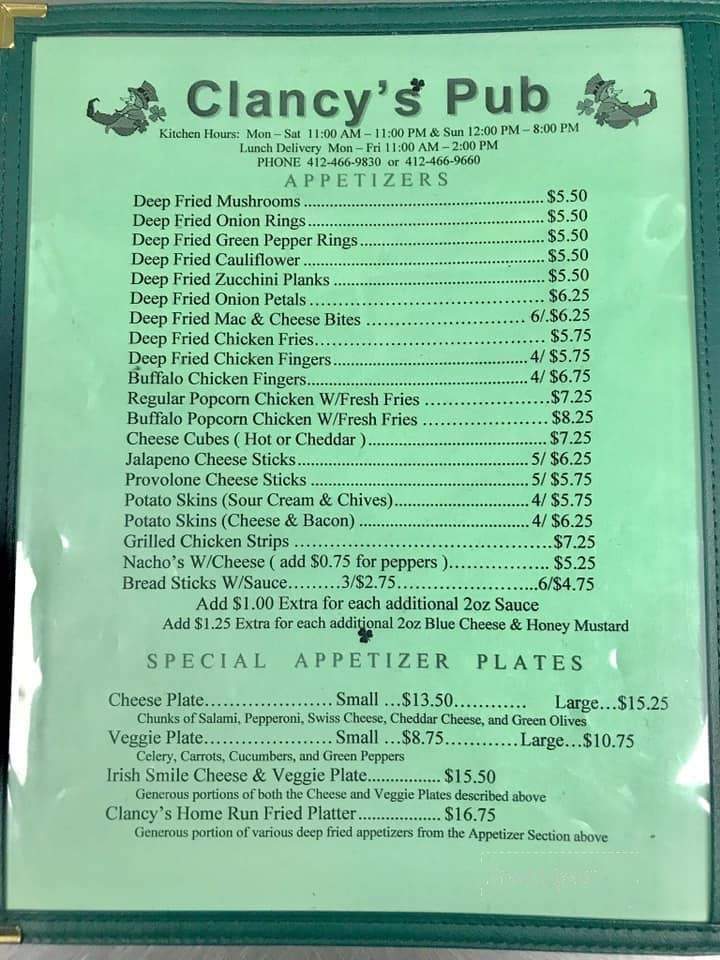 Clancy's Pub
Kitchen Hours: Mon – Sat 11:00 AM – 11:00 PM & Sun 12:00 PM – 8:00 PM
Lunch Delivery Mon – Fri 11:00 AM – 2:00 PM
PHONE 412-466-9830 or 412-466-9660
APPETIZERS
Deep Fried Mushrooms ........................................................ $5.50
Deep Fried Onion Rings ....................................................... $5.50
Deep Fried Green Pepper Rings ........................................... $5.50
Deep Fried Cauliflower ........................................................ $5.50
Deep Fried Zucchini Planks ................................................. $5.50
Deep Fried Onion Petals ................................. $6.25
Deep Fried Mac & Cheese Bites ...................... 6/.$6.25
Deep Fried Chicken Fries................................ $5.75
Deep Fried Chicken Fingers.............................................. 4/ $5.75
Buffalo Chicken Fingers.................................................... 4/ $6.75
Regular Popcorn Chicken W/Fresh Fries .................$7.25
Buffalo Popcorn Chicken W/Fresh Fries ................. $8.25
Cheese Cubes ( Hot or Cheddar )......................................... $7.25
Jalapeno Cheese Sticks...................................................... 5/ $6.25
Provolone Cheese Sticks ................................................... 5/ $5.75
Potato Skins (Sour Cream & Chives)................................ 4/ $5.75
Potato Skins (Cheese & Bacon) ........................................ 4/ $6.25
Grilled Chicken Strips ....................................$7.25
Nacho's W/Cheese ( add $0.75 for peppers )............... $5.25
Bread Sticks W/Sauce.........3/$2.75........................6/$4.75
Add $1.00 Extra for each additional 2oz Sauce
Add $1.25 Extra for each additional 2oz Blue Cheese & Honey Mustard
SPECIAL APPETIZER PLATES
Cheese Plate...................... Small ...$13.50............ Large...$15.25
Chunks of Salami, Pepperoni, Swiss Cheese, Cheddar Cheese, and Green Olives
Veggie Plate...................... Small ...$8.75............Large...$10.75
Celery, Carrots, Cucumbers, and Green Peppers
Irish Smile Cheese & Veggie Plate................. $15.50
Generous portions of both the Cheese and Veggie Plates described above
Clancy's Home Run Fried Platter................... $16.75
Generous portion of various deep fried appetizers from the Appetizer Section above